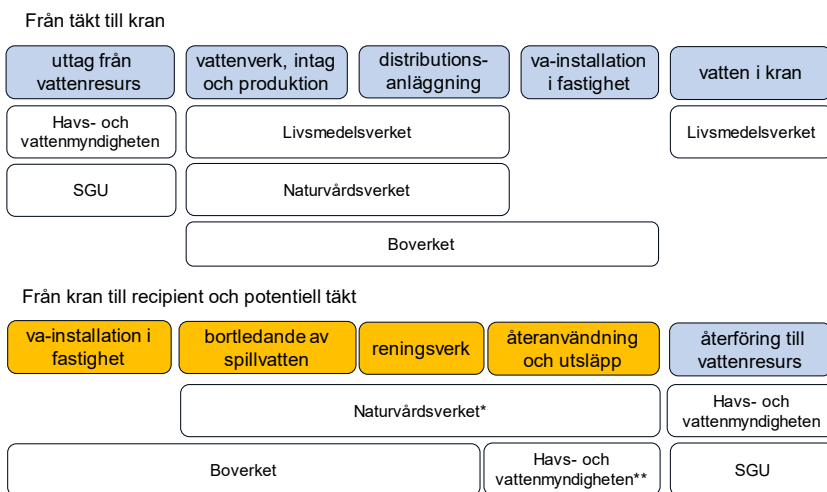 Från täkt till kran
uttag från
vattenresurs
vattenverk, intag
och produktion
distributions-
anläggning
va-installation
i fastighet
vatten i kran
Havs- och
vattenmyndigheten
Livsmedelsverket
Livsmedelsverket
SGU
Naturvårdsverket
Boverket
Från kran till recipient och potentiell täkt
va-installation i
fastighet
bortledande av
spillvatten
reningsverk
återanvändning
och utsläpp
återföring till
vattenresurs
Naturvårdsverket*
Havs- och
vattenmyndigheten
Boverket
Havs- och
vattenmyndigheten**
SGU